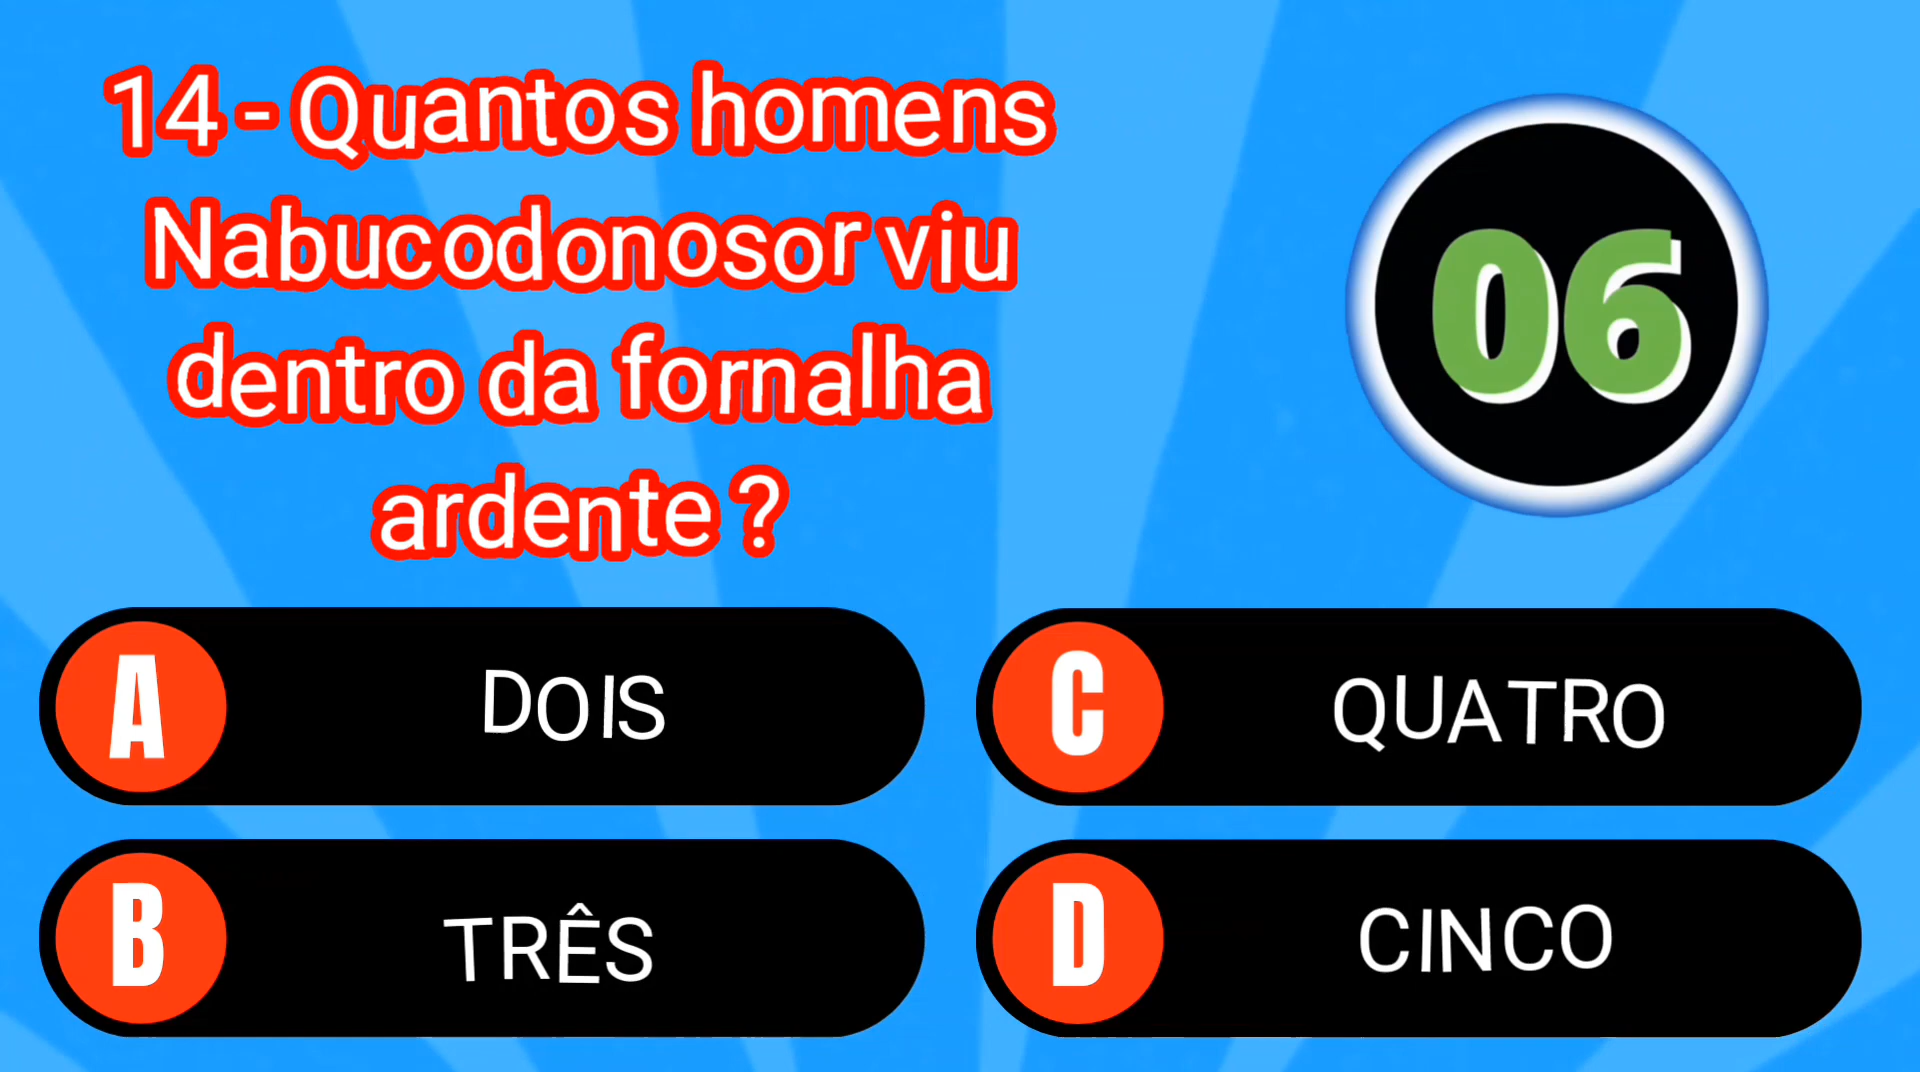 14 - Quantos homens
Nabucodonosor viu
dentro da fornalha
ardente ?
06
A DOIS
C QUATRO
B TRÊS
D CINCO